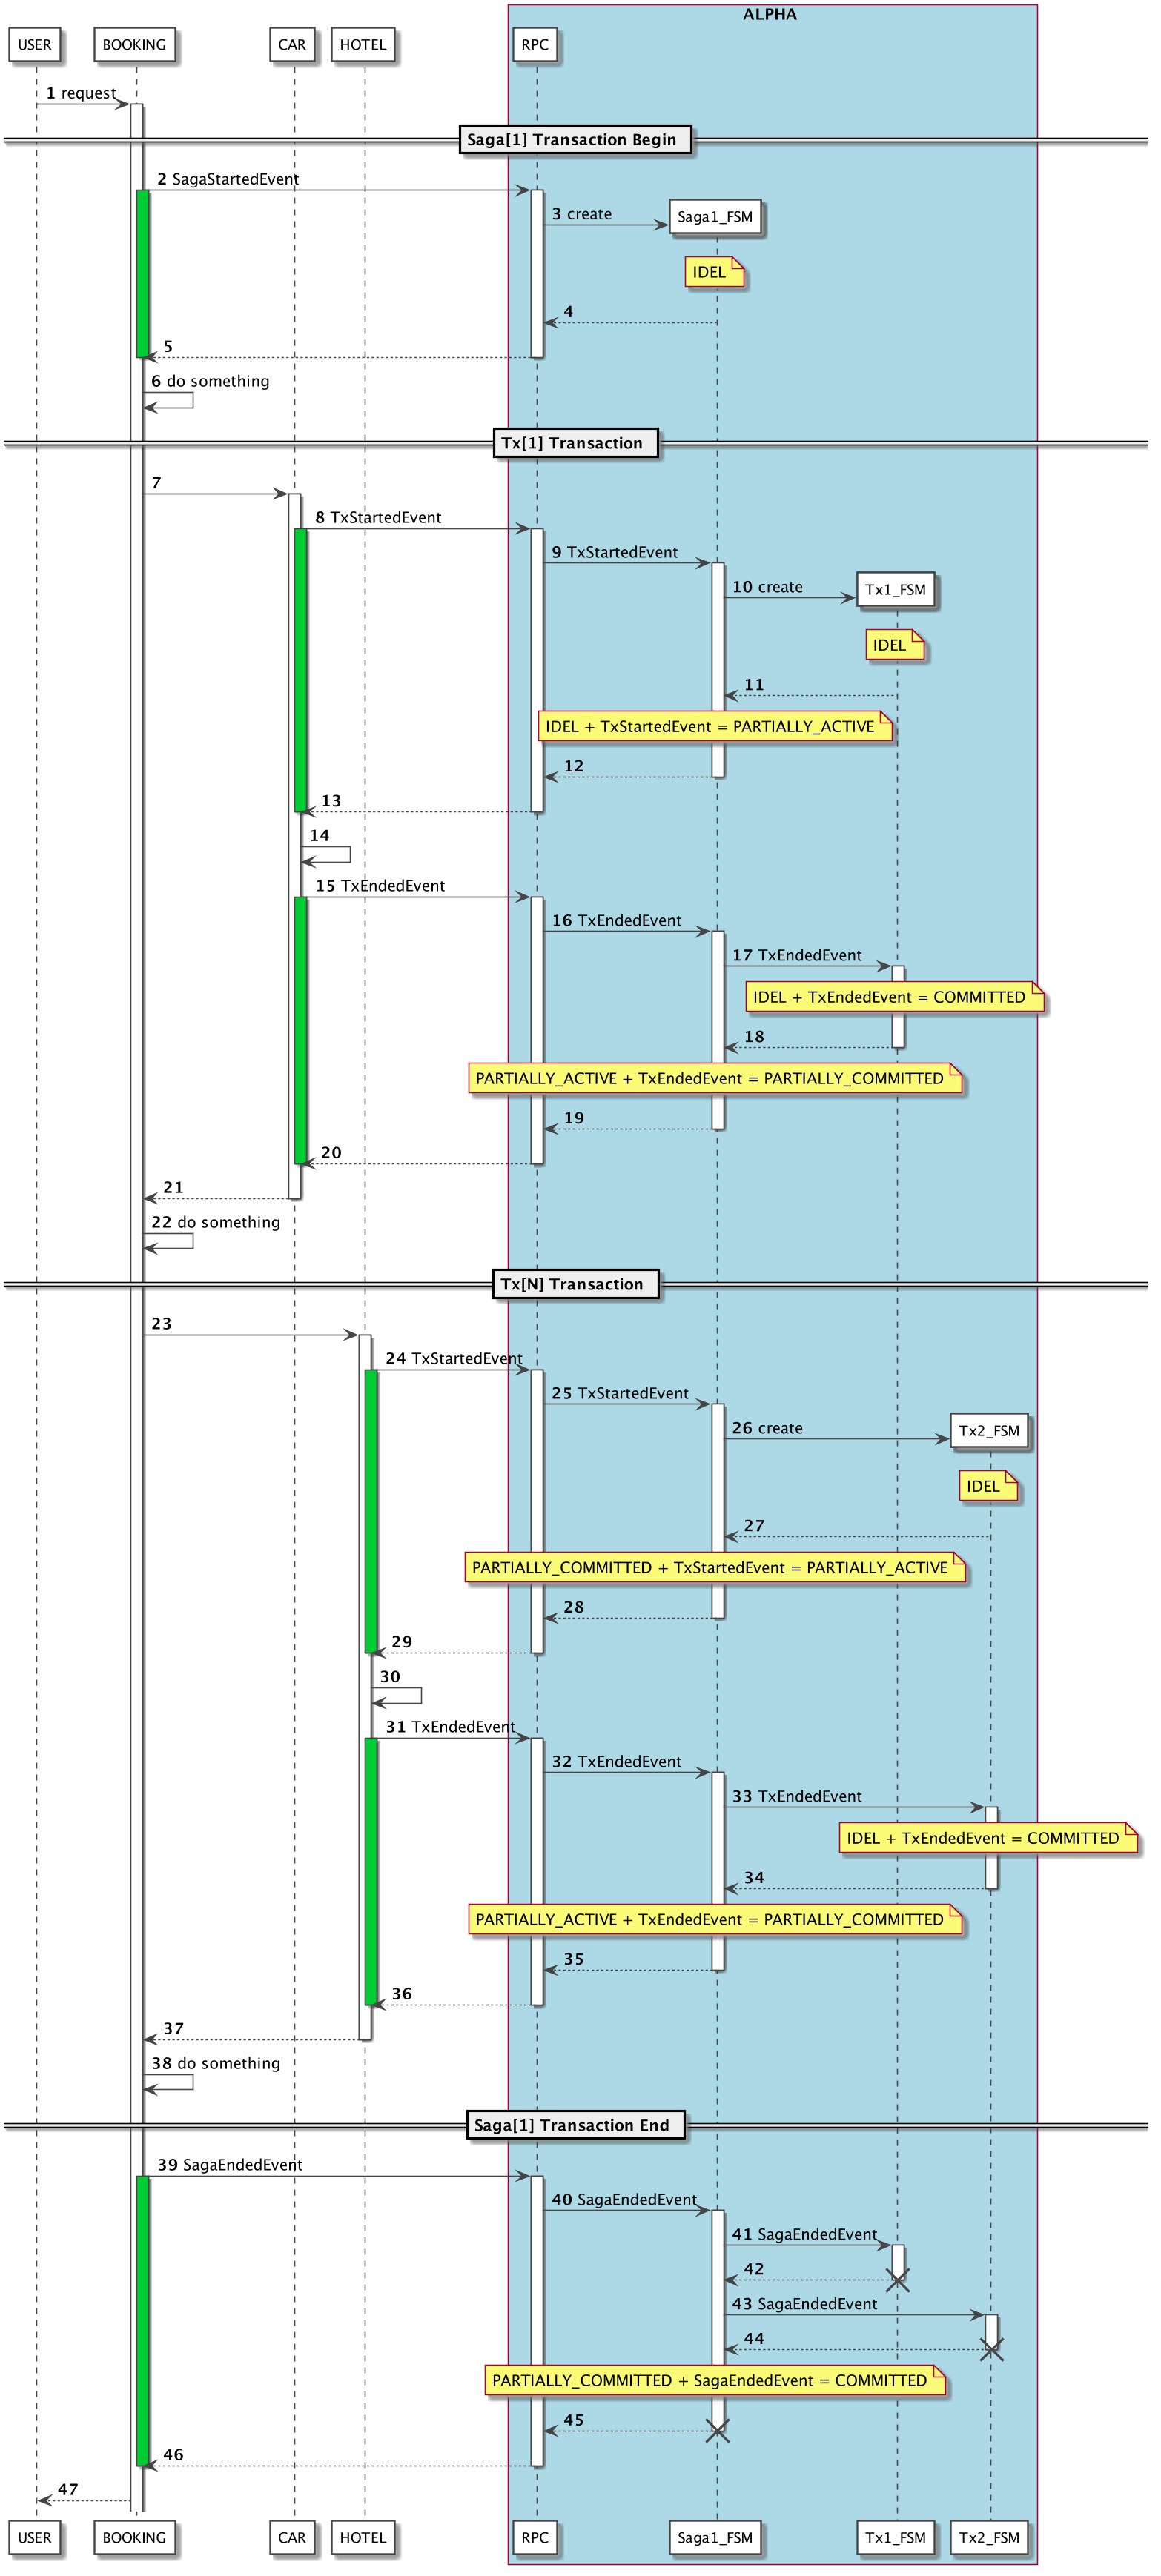 ALPHA
USER
BOOKING
CAR
HOTEL
RPC
1 request
Saga[1] Transaction Begin
2 SagaStartedEvent
3 create
Saga1_FSM
IDEL
4
5
6 do something
Tx[1] Transaction
7
8 TxStartedEvent
9 TxStartedEvent
10 create
Tx1_FSM
IDEL
11
IDEL + TxStartedEvent = PARTIALLY_ACTIVE
12
13
14
15 TxEndedEvent
16 TxEndedEvent
17 TxEndedEvent
IDEL + TxEndedEvent = COMMITTED
18
PARTIALLY_ACTIVE + TxEndedEvent = PARTIALLY_COMMITTED
19
20
21
22 do something
Tx[N] Transaction
23
24 TxStartedEvent
25 TxStartedEvent
26 create
Tx2_FSM
IDEL
27
PARTIALLY_COMMITTED + TxStartedEvent = PARTIALLY_ACTIVE
28
29
30
31 TxEndedEvent
32 TxEndedEvent
33 TxEndedEvent
IDEL + TxEndedEvent = COMMITTED
34
PARTIALLY_ACTIVE + TxEndedEvent = PARTIALLY_COMMITTED
35
36
37
38 do something
Saga[1] Transaction End
39 SagaEndedEvent
40 SagaEndedEvent
41 SagaEndedEvent
42
43 SagaEndedEvent
44
PARTIALLY_COMMITTED + SagaEndedEvent = COMMITTED
45
46
47
USER
BOOKING
CAR
HOTEL
RPC
Saga1_FSM
Tx1_FSM
Tx2_FSM